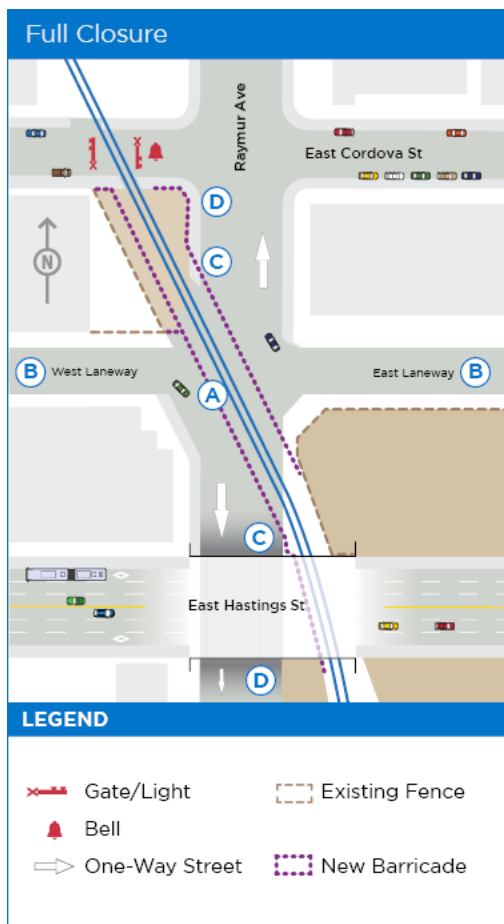 Full Closure
Raymur Ave
East Cordova St
D
C
N
B
West Laneway
East Laneway
B
A
C
East Hastings St
D
LEGEND
Gate/Light
Existing Fence
Bell
One-Way Street
New Barricade